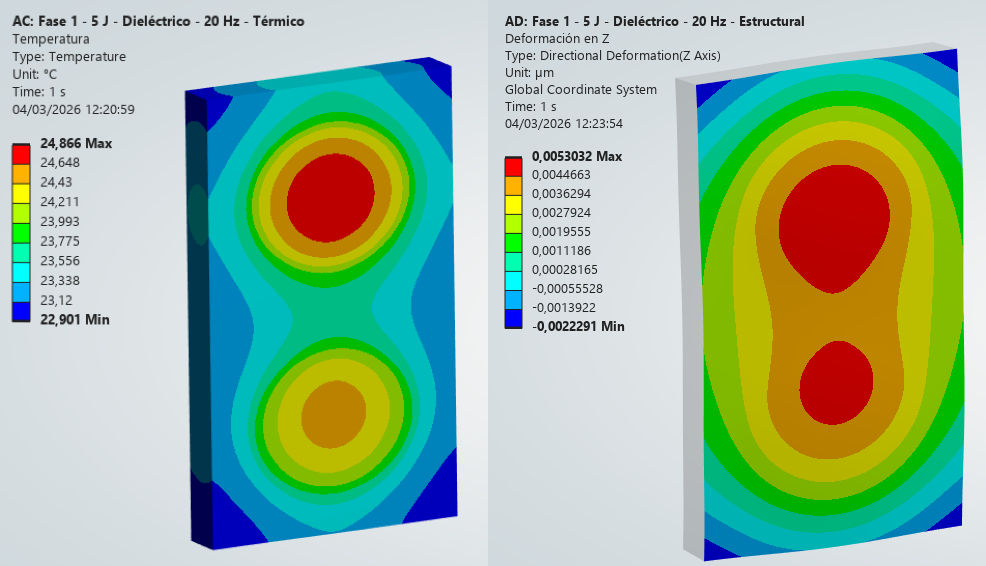 AC: Fase 1 - 5 J - Dieléctrico - 20 Hz - Térmico
Temperatura
Type: Temperature
Unit: °C
Time: 1 s
04/03/2026 12:20:59
24,866 Max
24,648
24,43
24,211
23,993
23,775
23,556
23,338
23,12
22,901 Min
AD: Fase 1 - 5 J - Dieléctrico - 20 Hz - Estructural
Deformación en Z
Type: Directional Deformation(Z Axis)
Unit: µm
Global Coordinate System
Time: 1 s
04/03/2026 12:23:54
0,0053032 Max
0,0044663
0,0036294
0,0027924
0,0019555
0,0011186
0,00028165
-0,00055528
-0,0013922
-0,0022291 Min